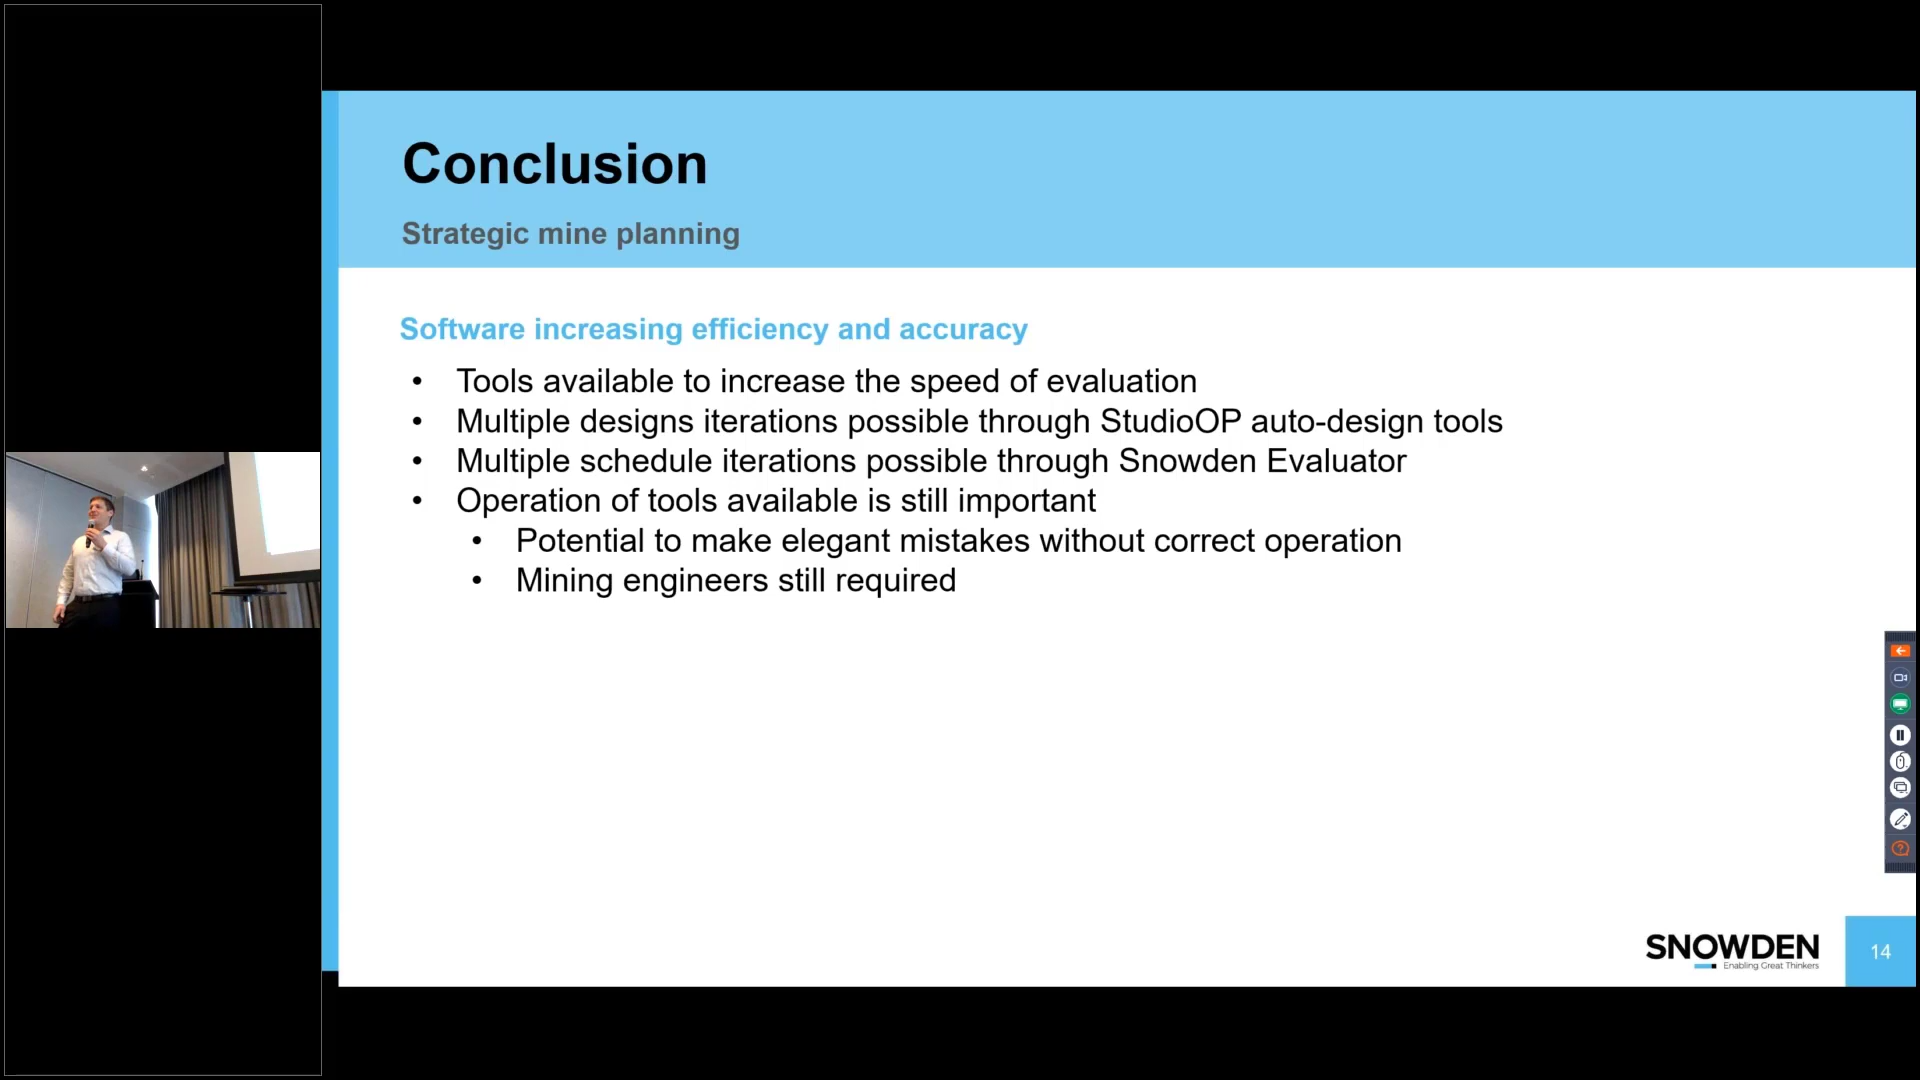 Conclusion
Strategic mine planning
Software increasing efficiency and accuracy
• Tools available to increase the speed of evaluation
• Multiple designs iterations possible through StudioOP auto-design tools
• Multiple schedule iterations possible through Snowden Evaluator
• Operation of tools available is still important
• Potential to make elegant mistakes without correct operation
• Mining engineers still required
SNOWDEN
Enabling Great Thinkers
14